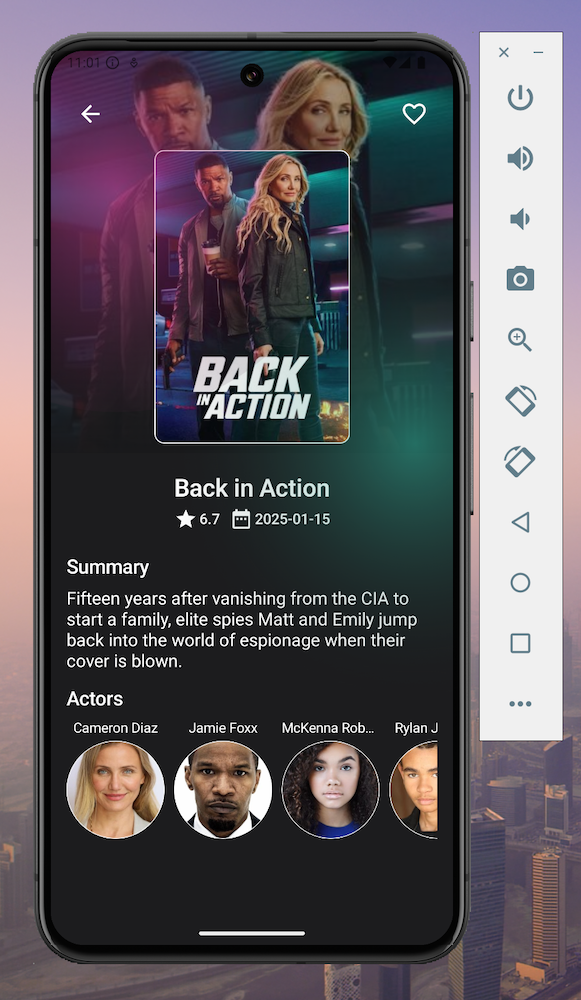 11:01
BACK
IN ACTION
Back in Action
6.7 2025-01-15
Summary
Fifteen years after vanishing from the CIA to
start a family, elite spies Matt and Emily jump
back into the world of espionage when their
cover is blown.
Actors
Cameron Diaz Jamie Foxx McKenna Rob... Rylan J